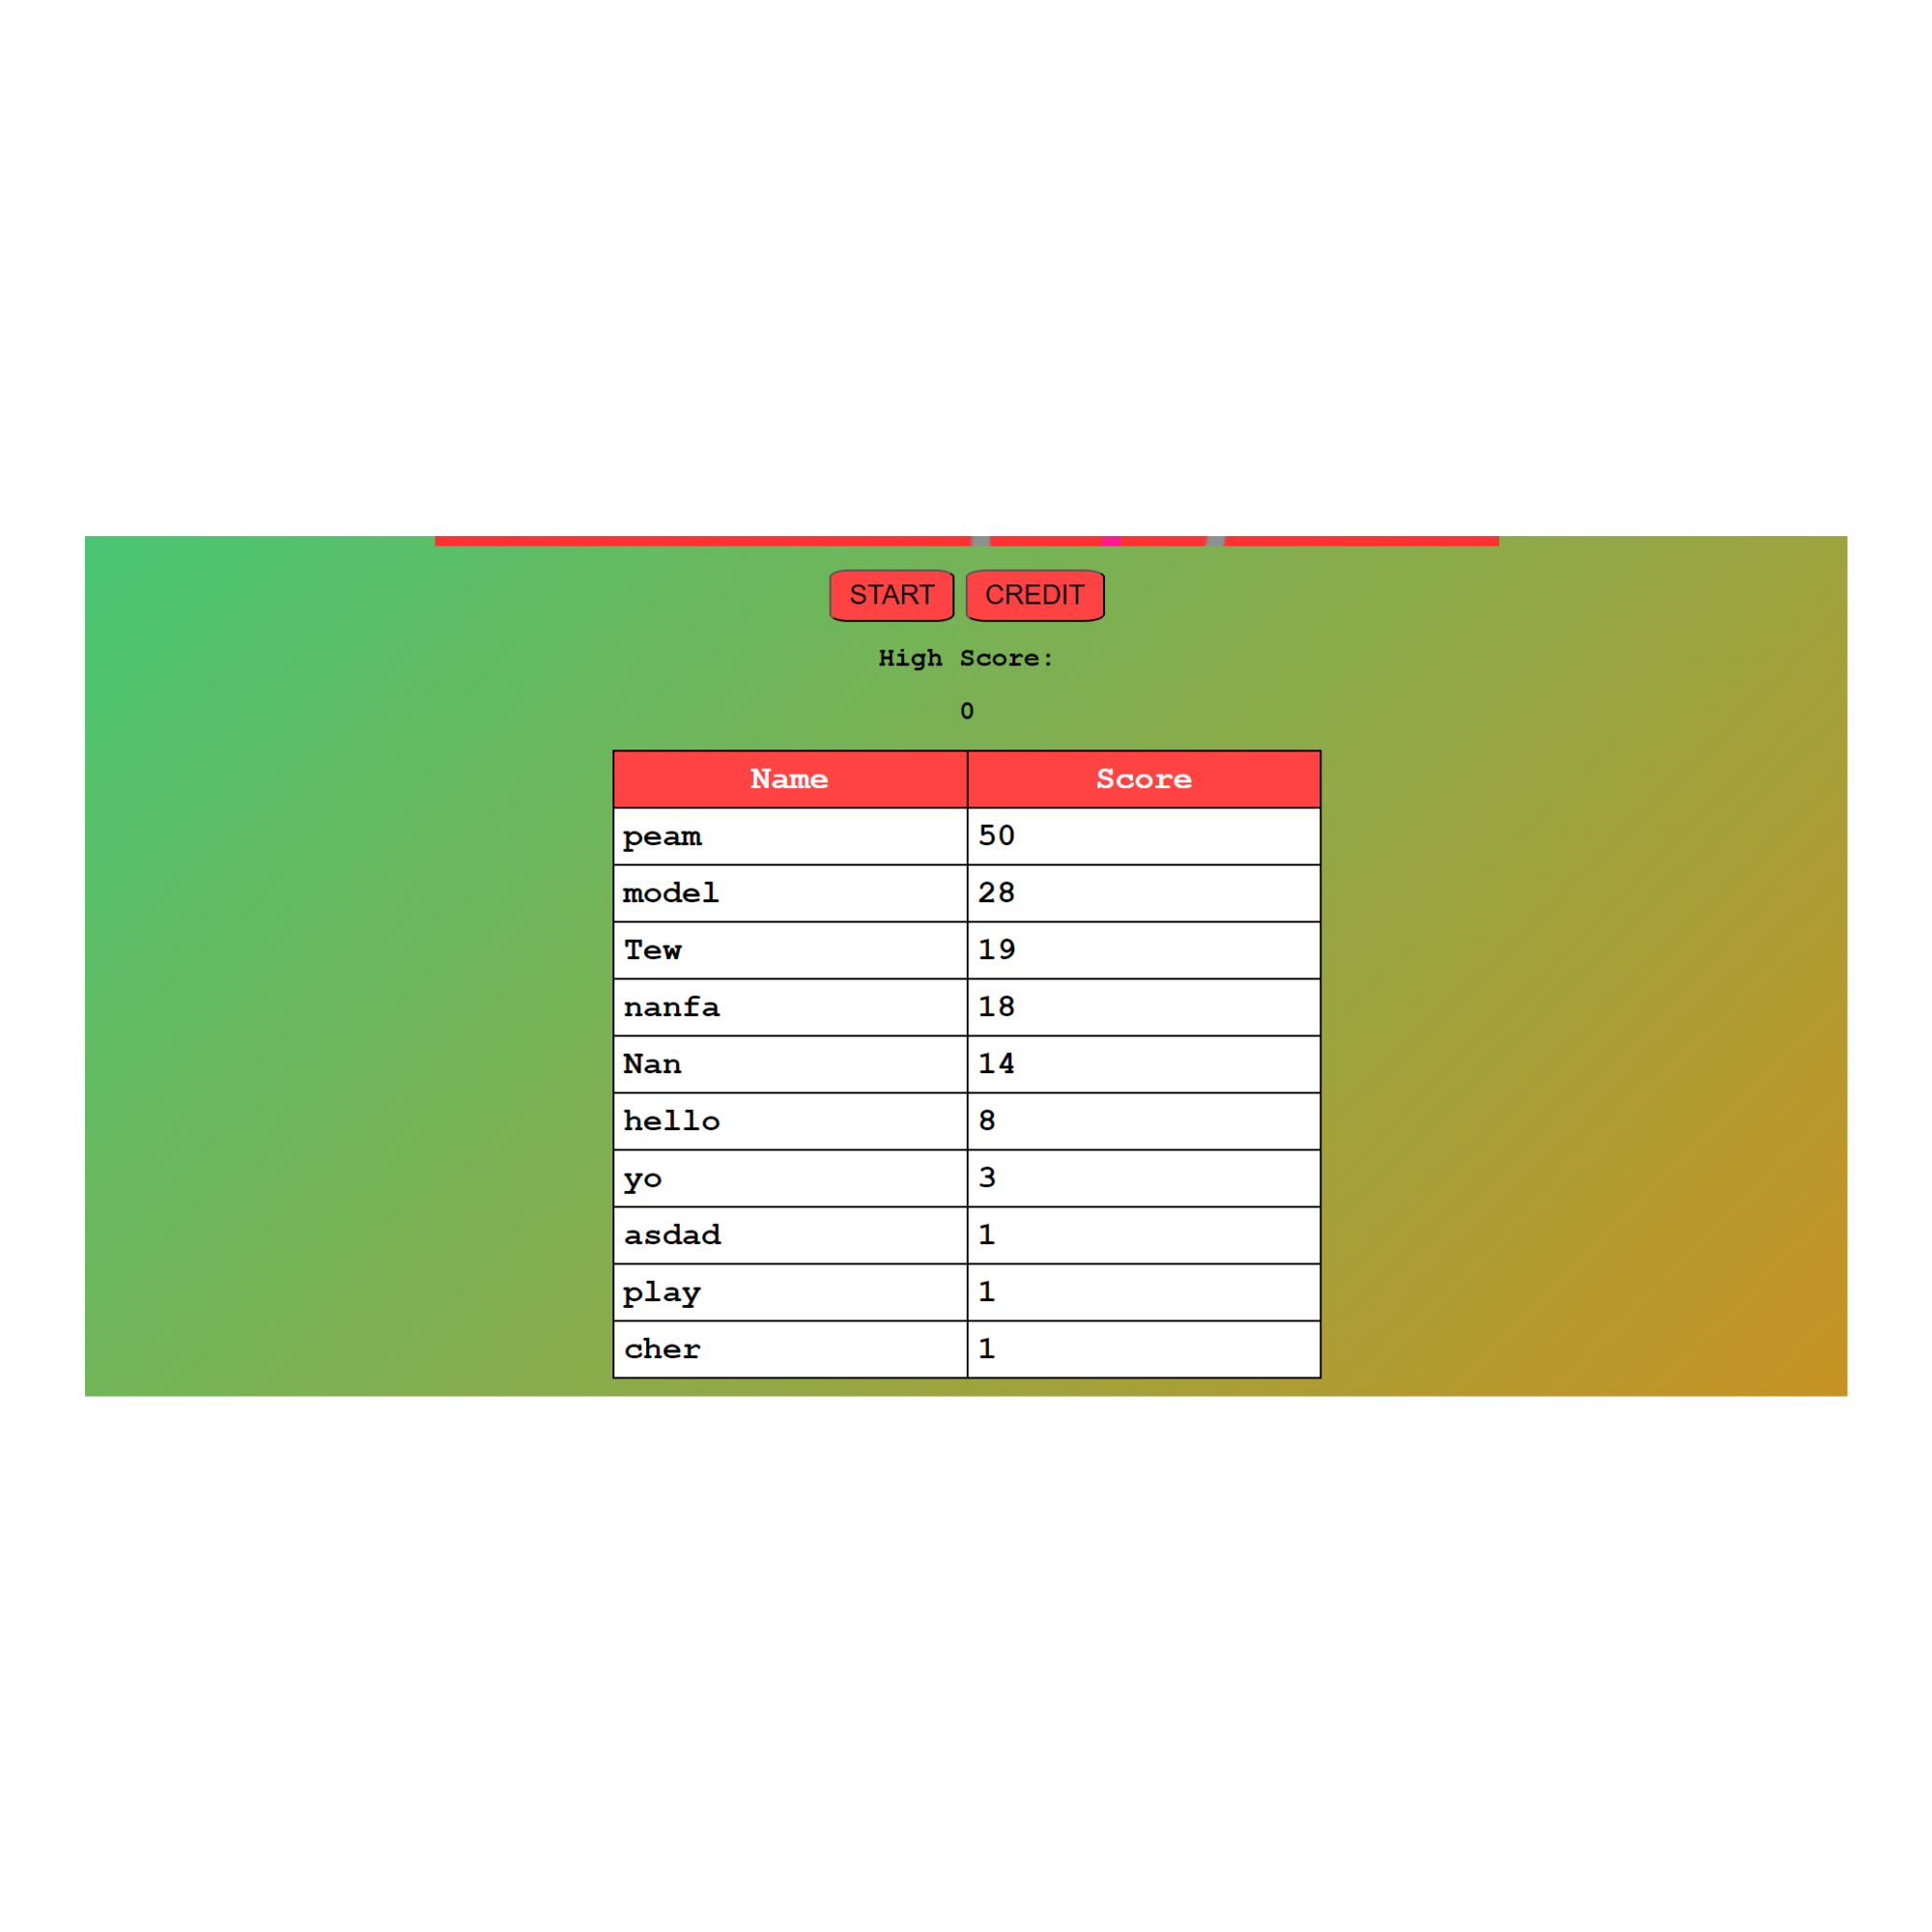 START CREDIT
High Score:
0
Name Score
peam 50
model 28
Tew 19
nanfa 18
Nan 14
hello 8
yo 3
asdad 1
play 1
cher 1